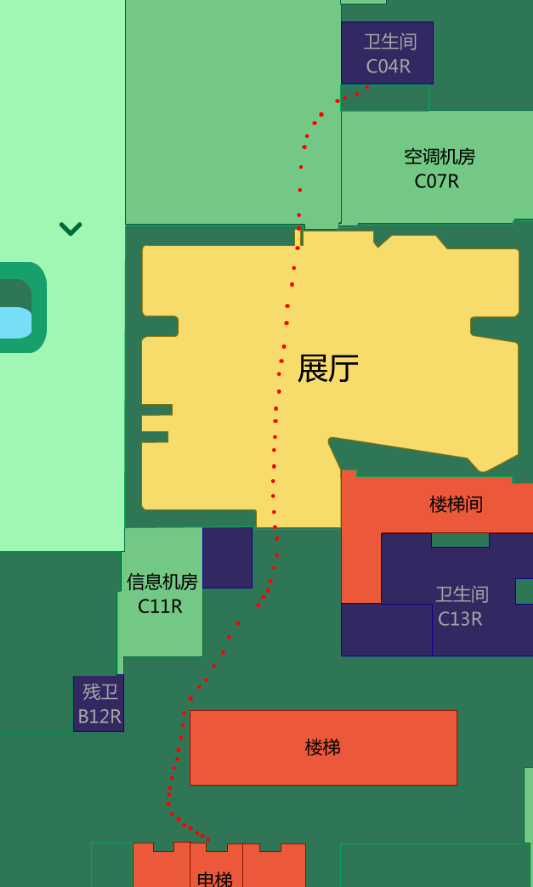 卫生间
C04R
空调机房
C07R
展厅
楼梯间
信息机房
C11R
卫生间
C13R
残卫
B12R
楼梯
电梯